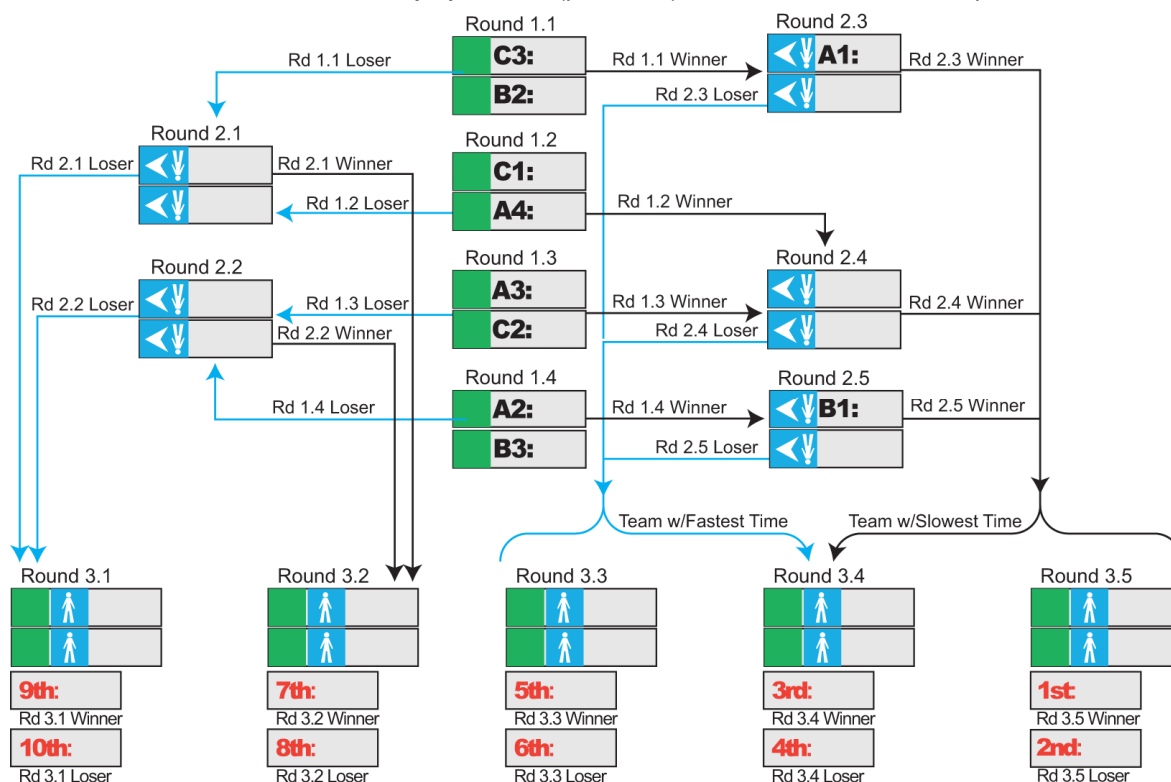 Round 1.1
Round 2.3
C3:
A1:
Rd 1.1 Loser
Rd 1.1 Winner
Rd 2.3 Winner
B2:
Rd 2.3 Loser
Round 2.1
Round 1.2
Rd 2.1 Loser
Rd 2.1 Winner
C1:
Rd 1.2 Loser
A4:
Rd 1.2 Winner
Round 2.2
Round 1.3
Round 2.4
Rd 2.2 Loser
Rd 1.3 Loser
A3:
Rd 1.3 Winner
Rd 2.4 Winner
Rd 2.2 Winner
C2:
Rd 2.4 Loser
Round 1.4
Round 2.5
Rd 1.4 Loser
A2:
Rd 1.4 Winner
B1:
Rd 2.5 Winner
B3:
Rd 2.5 Loser
Team w/Fastest Time
Team w/Slowest Time
Round 3.1
Round 3.2
Round 3.3
Round 3.4
Round 3.5
9th:
7th:
5th:
3rd:
1st:
Rd 3.1 Winner
Rd 3.2 Winner
Rd 3.3 Winner
Rd 3.4 Winner
Rd 3.5 Winner
10th:
8th:
6th:
4th:
2nd:
Rd 3.1 Loser
Rd 3.2 Loser
Rd 3.3 Loser
Rd 3.4 Loser
Rd 3.5 Loser